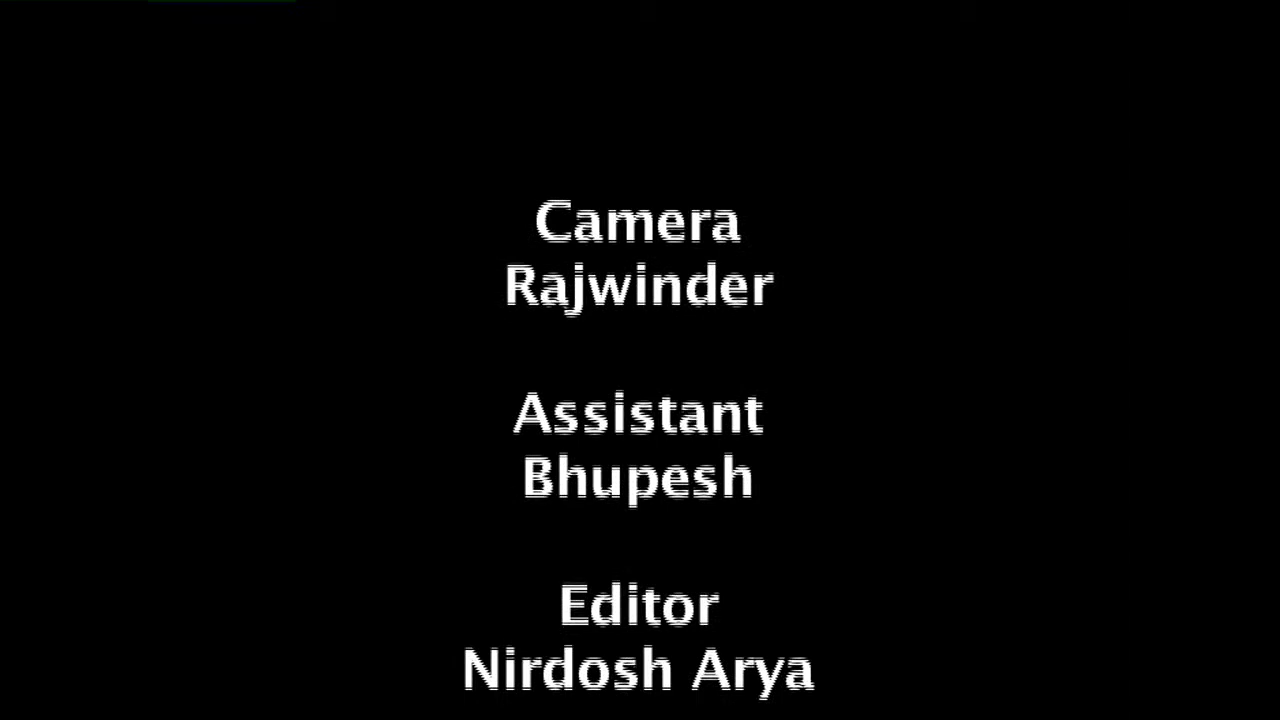 Camera
Rajwinder
Assistant
Bhupesh
Editor
Nirdosh Arya